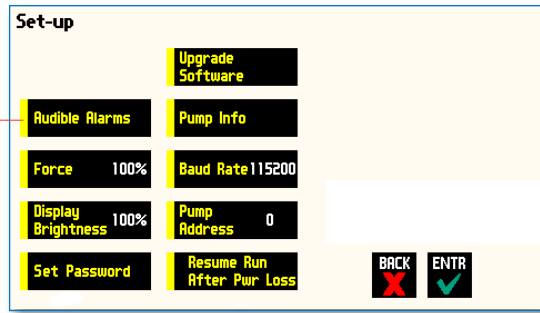 Set-up
Upgrade
Software
Audible Alarms
Pump Info
Force 100%
Baud Rate 115200
Display
Brightness 100%
Pump
Address 0
Set Password
Resume Run
After Pwr Loss
BACK
ENTR